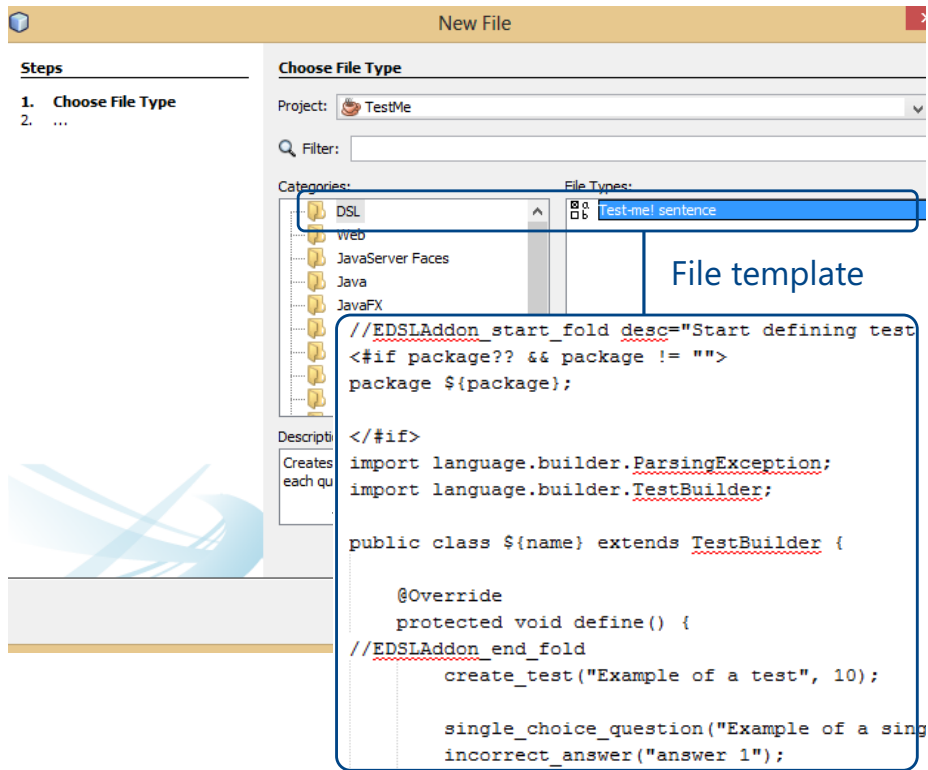 New File
Steps
1. Choose File Type
2. ...
Choose File Type
Project: TestMe
Filter:
Categories:
DSL
Web
JavaServer Faces
Java
JavaFX
File Types:
Test-me! sentence
File template
Creates
each qu
//EDSLAddon_start_fold desc="Start defining test
<#if package?? && package != "">
package ${package};
</#if>
import language.builder.ParsingException;
import language.builder.TestBuilder;
public class ${name} extends TestBuilder {
@Override
protected void define() {
//EDSLAddon_end_fold
create_test("Example of a test", 10);
single_choice_question("Example of a sing
incorrect_answer("answer 1");